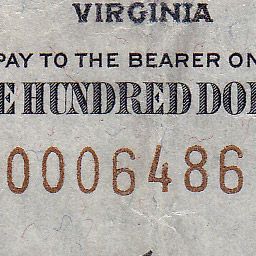 VIRGINIA
PAY TO THE BEARER ON
E HUNDRED DOL
0006486